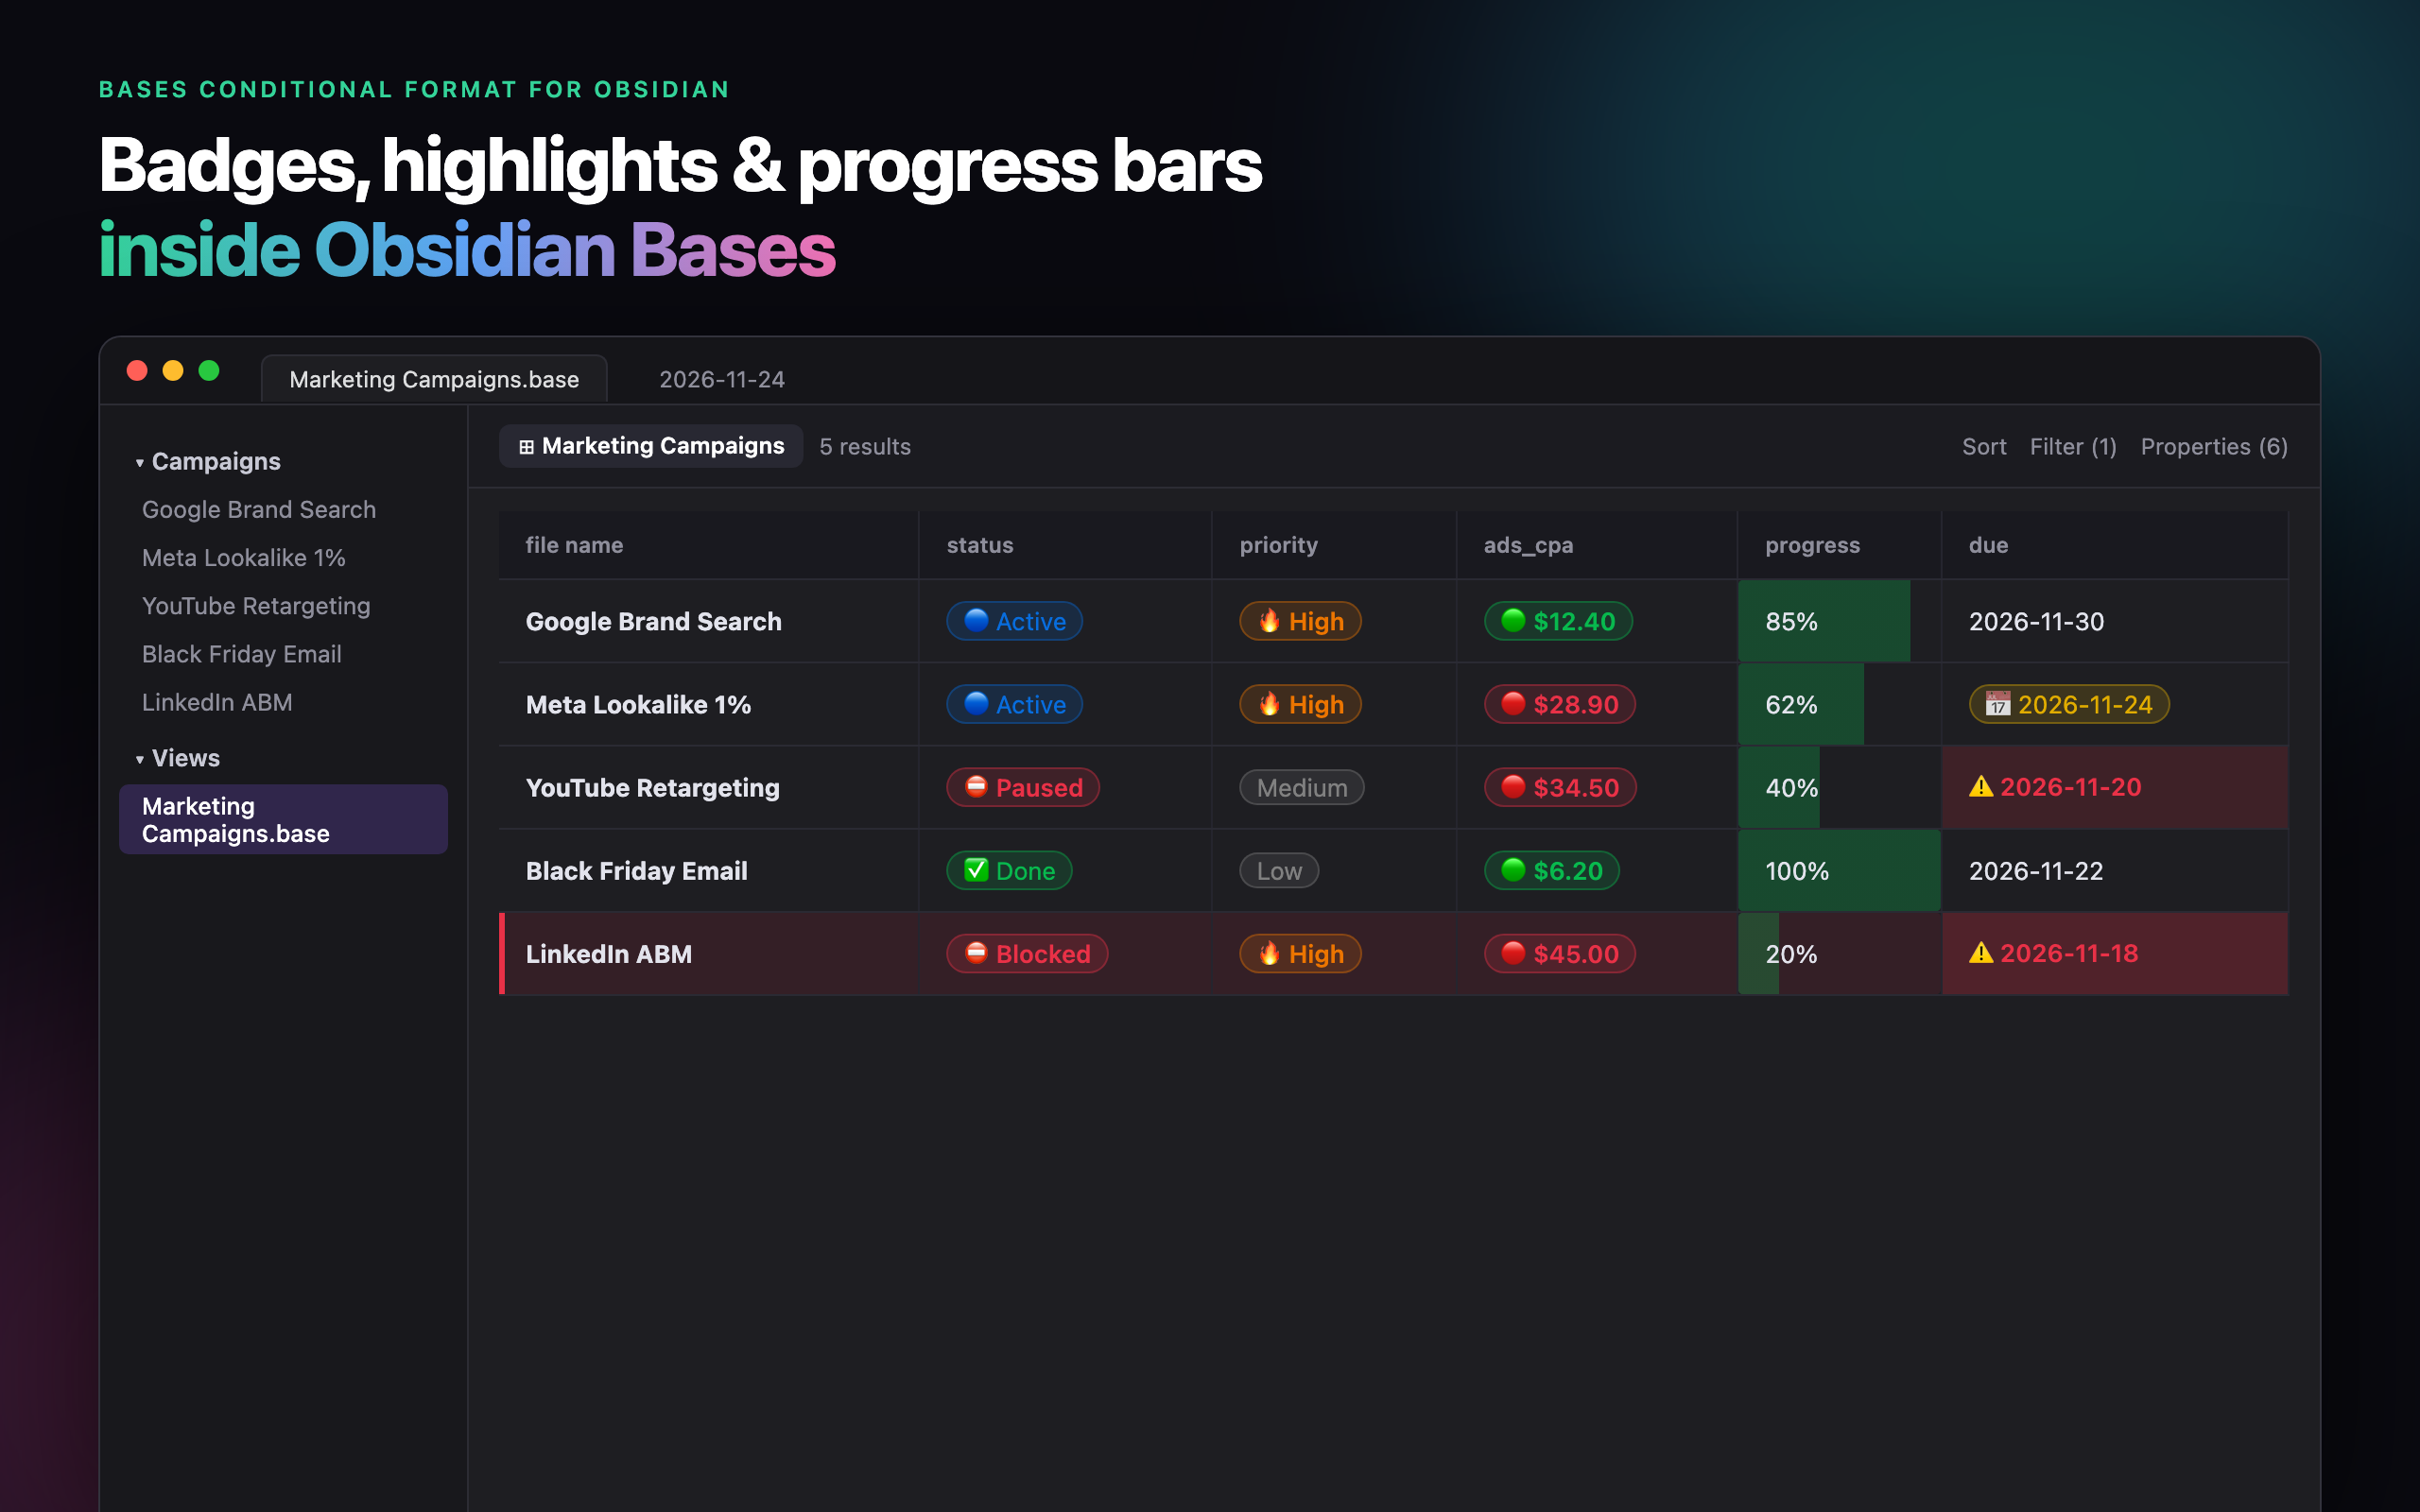 BASES CONDITIONAL FORMAT FOR OBSIDIAN
Badges, highlights & progress bars
inside Obsidian Bases
Marketing Campaigns.base 2026-11-24
▾ Campaigns
Google Brand Search
Meta Lookalike 1%
YouTube Retargeting
Black Friday Email
LinkedIn ABM
▾ Views
Marketing
Campaigns.base
⊞ Marketing Campaigns 5 results Sort Filter (1) Properties (6)
file name status priority ads_cpa progress due
Google Brand Search 🔵 Active 🔥 High 🟢 $12.40 85% 2026-11-30
Meta Lookalike 1% 🔵 Active 🔥 High 🔴 $28.90 62% 📅 2026-11-24
YouTube Retargeting ⛔ Paused Medium 🔴 $34.50 40% ⚠️ 2026-11-20
Black Friday Email ✅ Done Low 🟢 $6.20 100% 2026-11-22
LinkedIn ABM ⛔ Blocked 🔥 High 🔴 $45.00 20% ⚠️ 2026-11-18